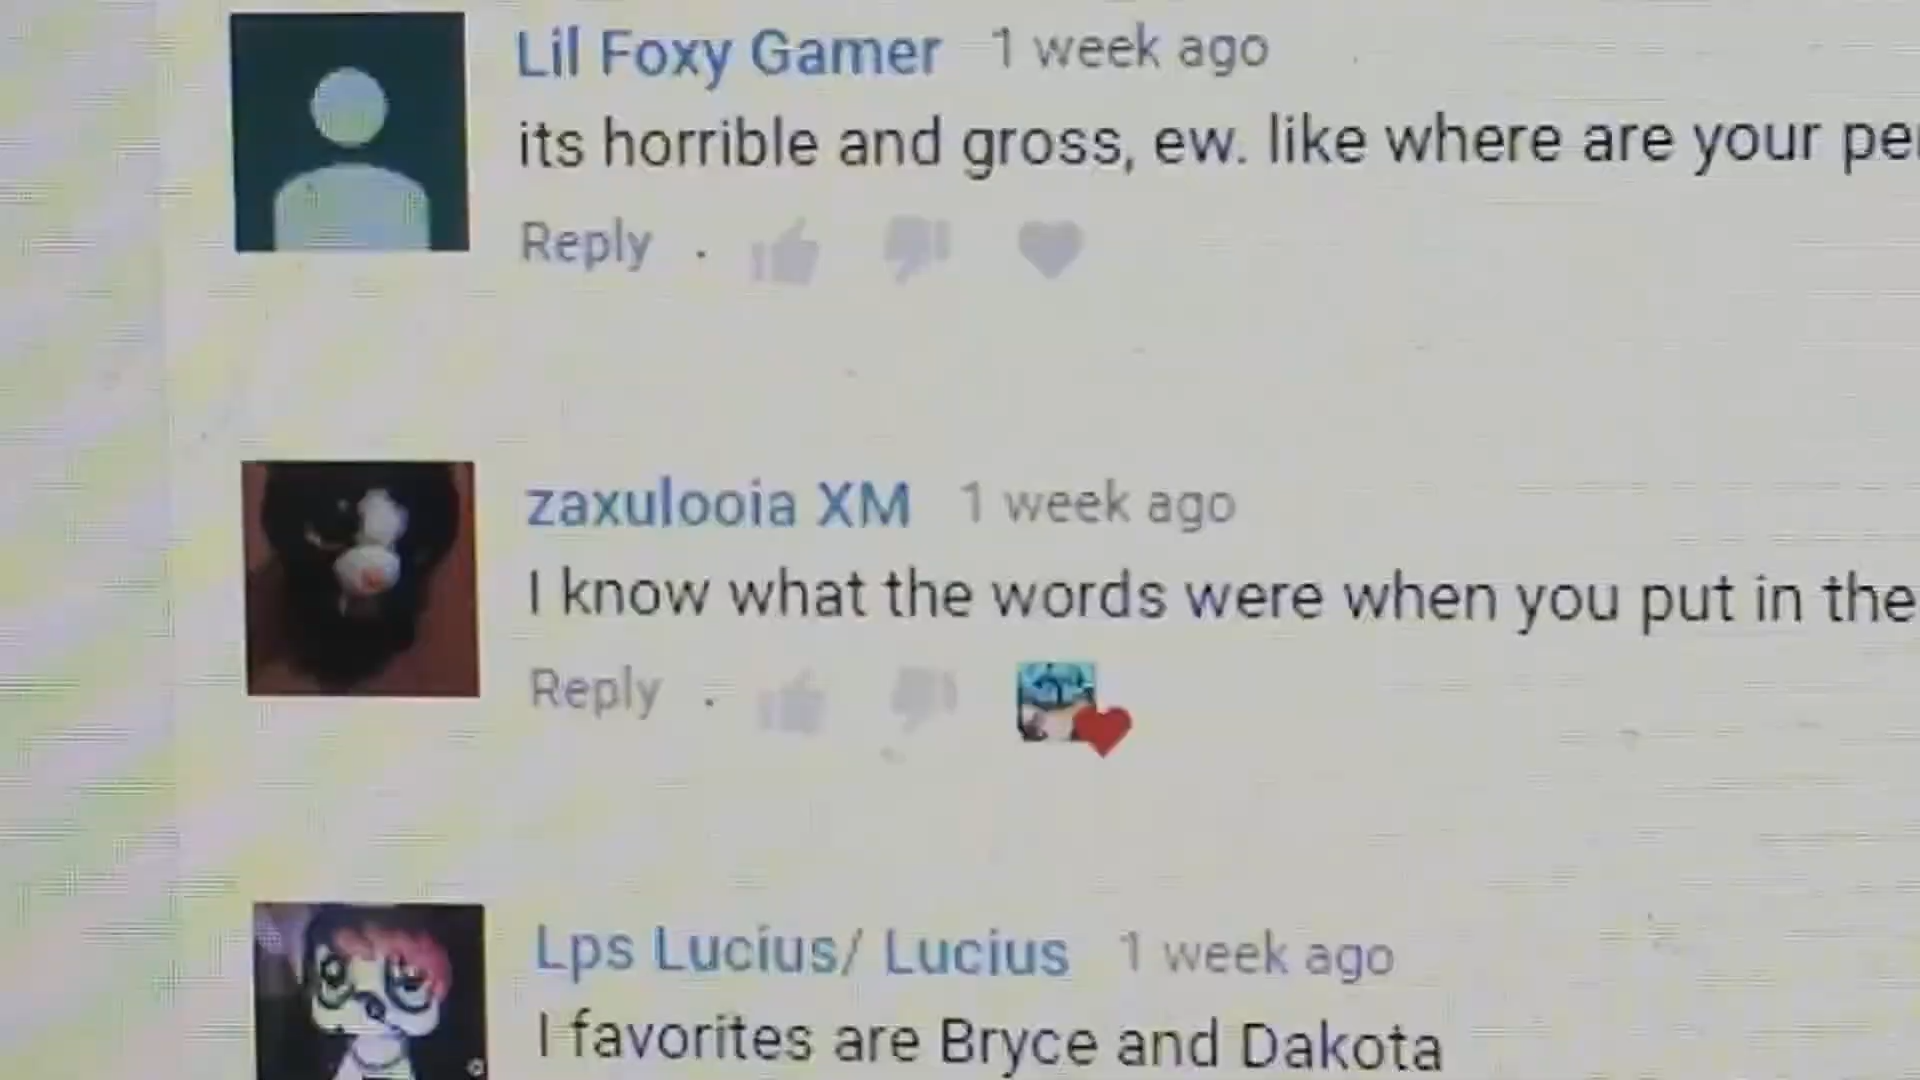 Lil Foxy Gamer 1 week ago
its horrible and gross, ew. like where are your
Reply .
zaxulooia XM 1 week ago
I know what the words were when you put in the
Reply .
Lps Lucius/ Lucius 1 week ago
I favorites are Bryce and Dakota